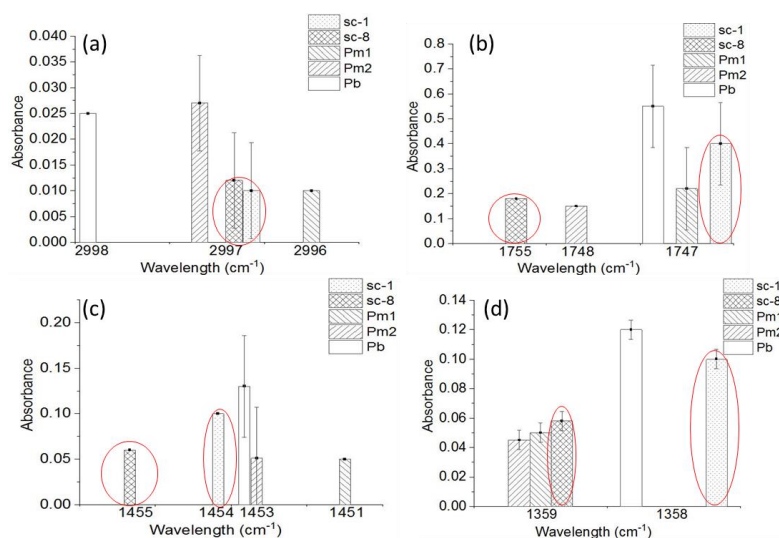 (a)
sc-1
sc-8
Pm1
Pm2
Pb
Absorbance
0.040
0.035
0.030
0.025
0.020
0.015
0.010
0.005
0.000
2998
2997
2996
Wavelength (cm⁻¹)
(b)
sc-1
sc-8
Pm1
Pm2
Pb
Absorbance
0.8
0.7
0.6
0.5
0.4
0.3
0.2
0.1
0.0
1755
1748
1747
Wavelength (cm⁻¹)
(c)
sc-1
sc-8
Pm1
Pm2
Pb
Absorbance
0.20
0.15
0.10
0.05
0.00
1455
1454
1453
1451
Wavelength (cm⁻¹)
(d)
sc-1
sc-8
Pm1
Pm2
Pb
Absorbance
0.14
0.12
0.10
0.08
0.06
0.04
0.02
0.00
1359
1358
Wavelength (cm⁻¹)